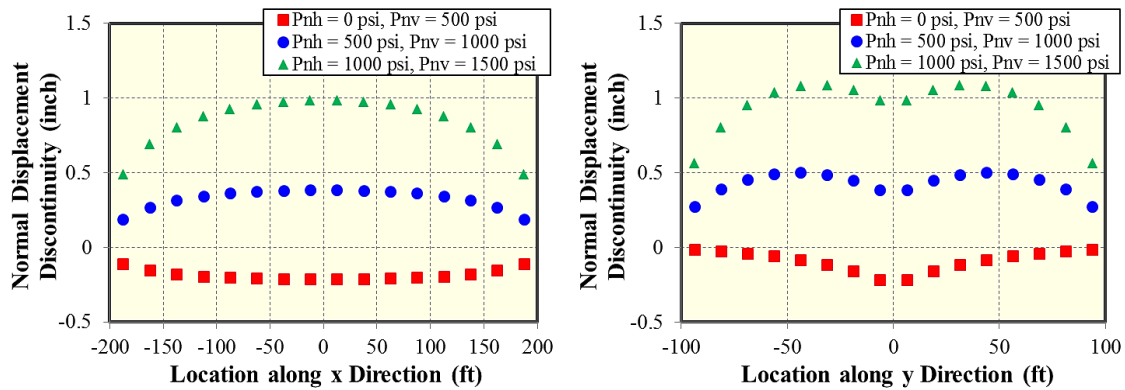 Pnh = 0 psi, Pnv = 500 psi
Pnh = 500 psi, Pnv = 1000 psi
Pnh = 1000 psi, Pnv = 1500 psi
Normal Displacement
Discontinuity (inch)
1.5
1
0.5
0
-0.5
-200 -150 -100 -50 0 50 100 150 200
Location along x Direction (ft)
Pnh = 0 psi, Pnv = 500 psi
Pnh = 500 psi, Pnv = 1000 psi
Pnh = 1000 psi, Pnv = 1500 psi
Normal Displacement
Discontinuity (inch)
1.5
1
0.5
0
-0.5
-100 -50 0 50 100
Location along y Direction (ft)